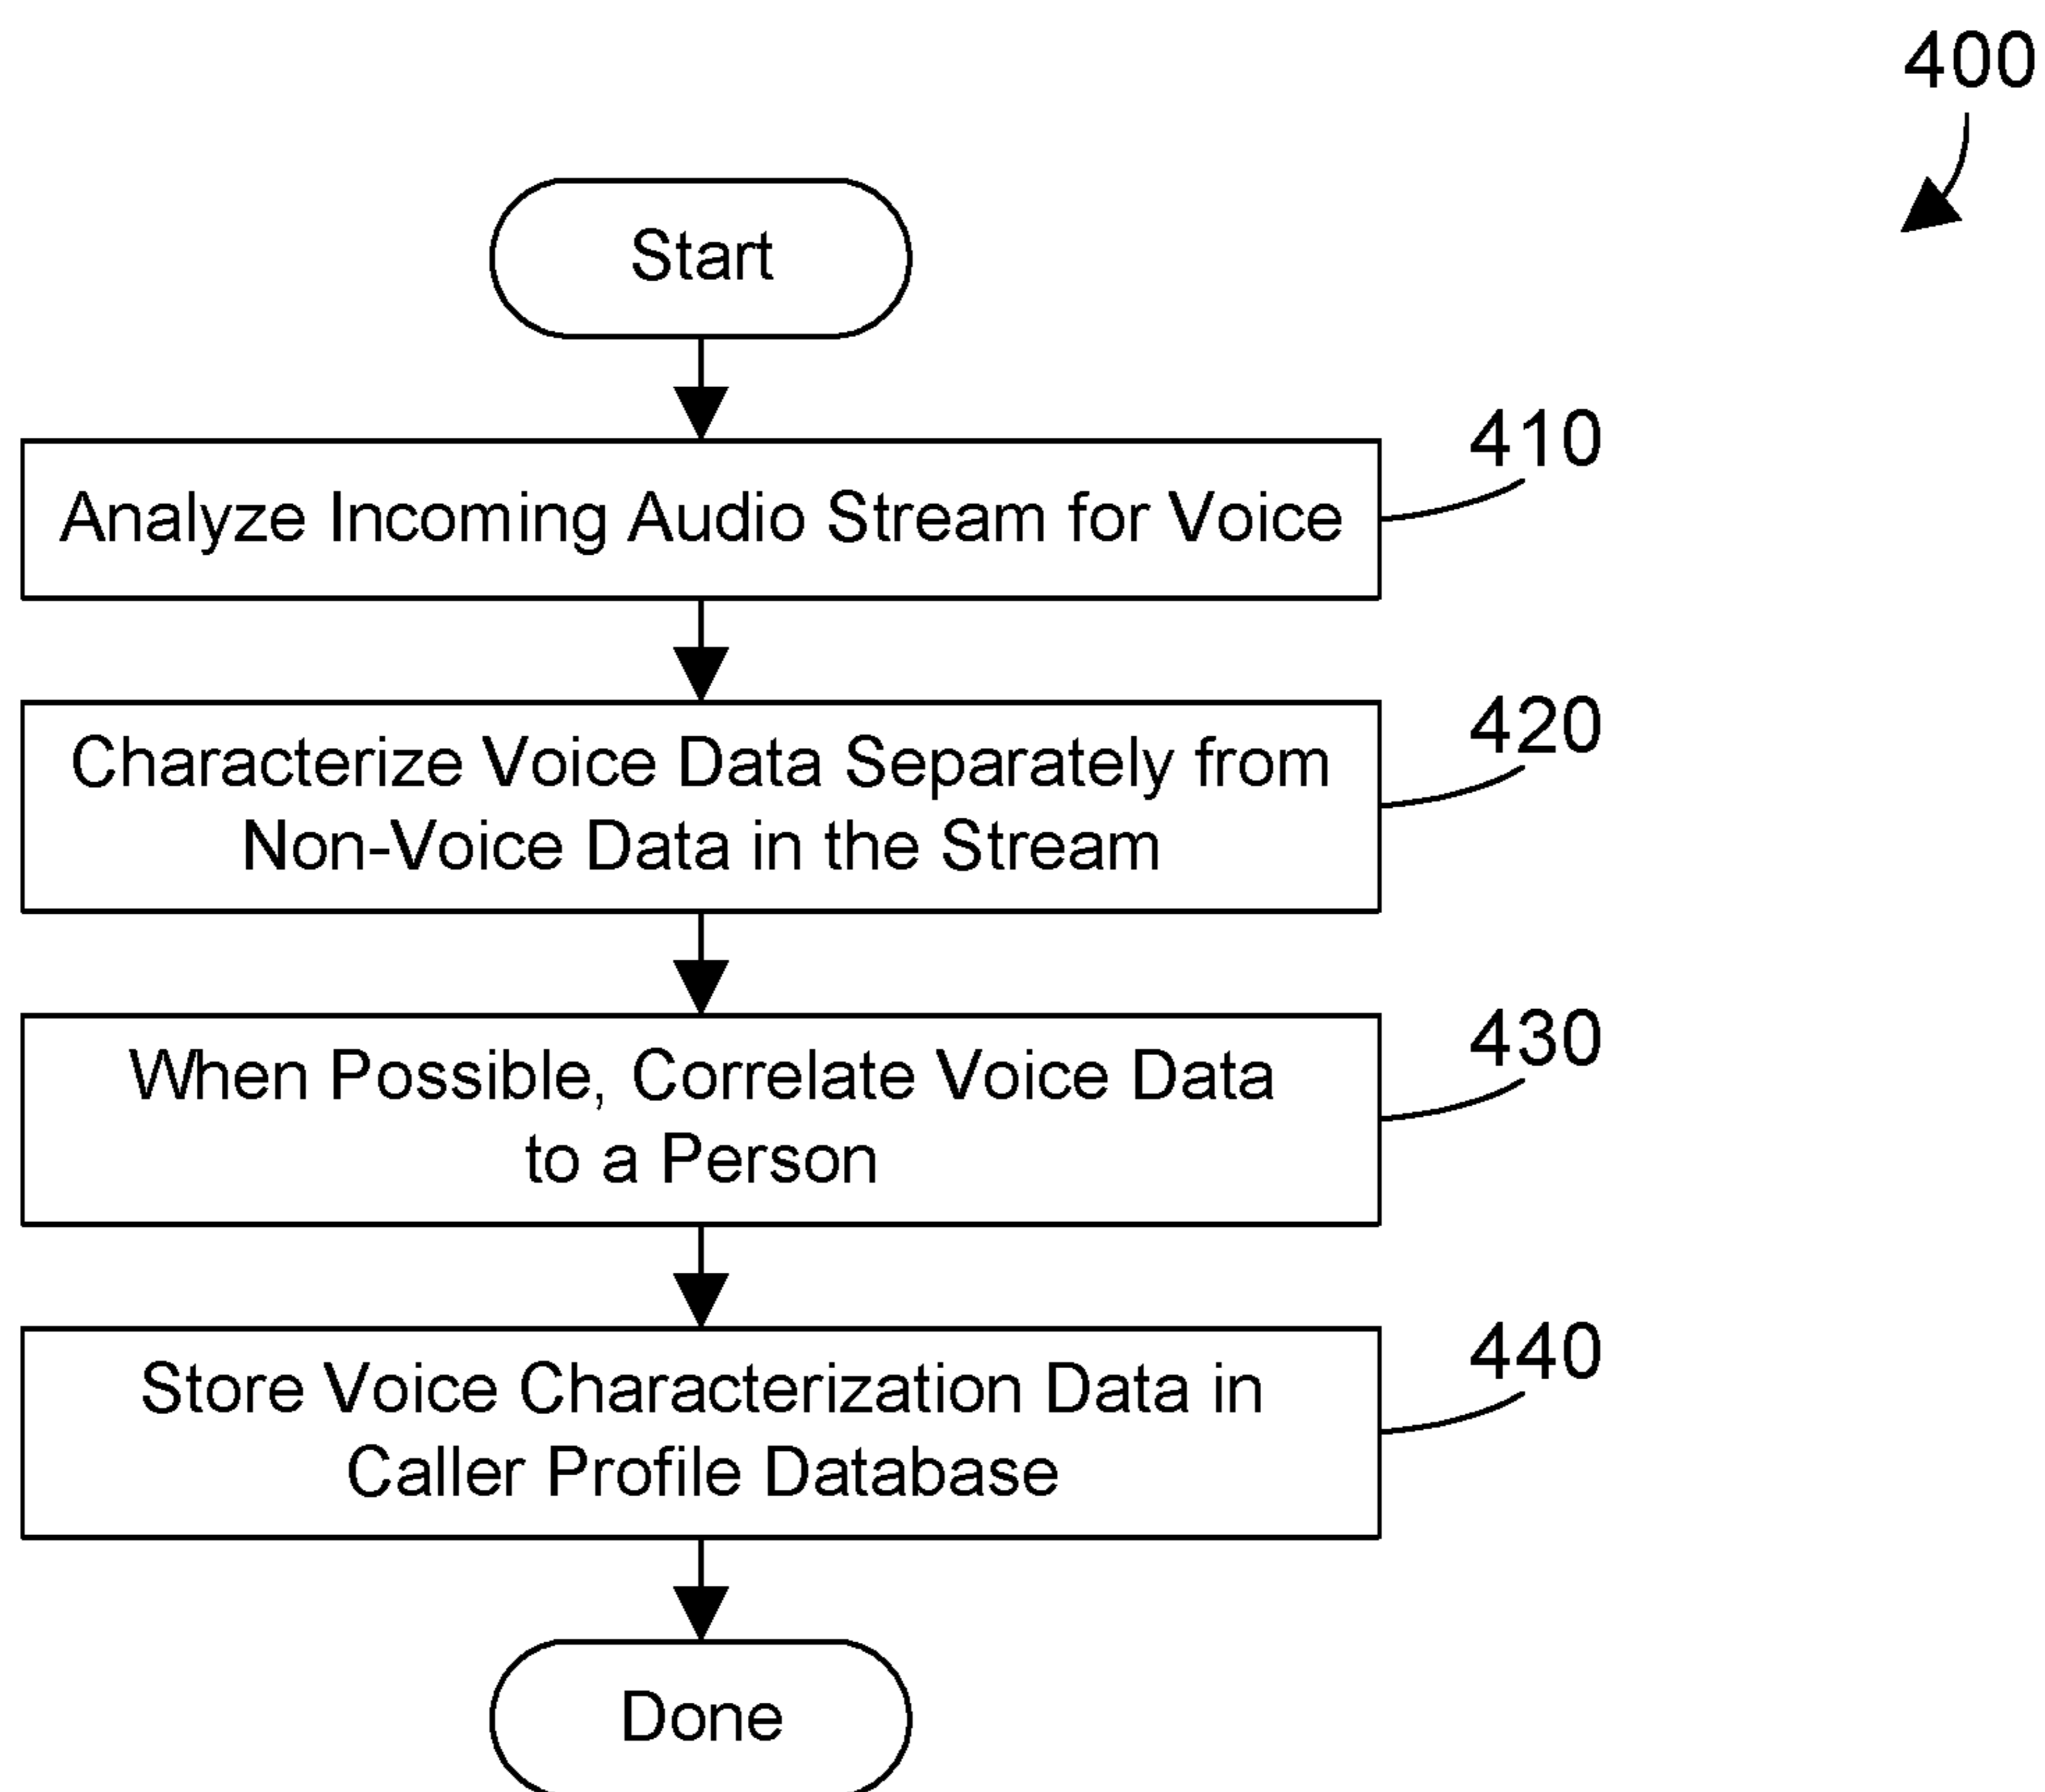 400
Start
410
Analyze Incoming Audio Stream for Voice
420
Characterize Voice Data Separately from
Non-Voice Data in the Stream
430
When Possible, Correlate Voice Data
to a Person
440
Store Voice Characterization Data in
Caller Profile Database
Done